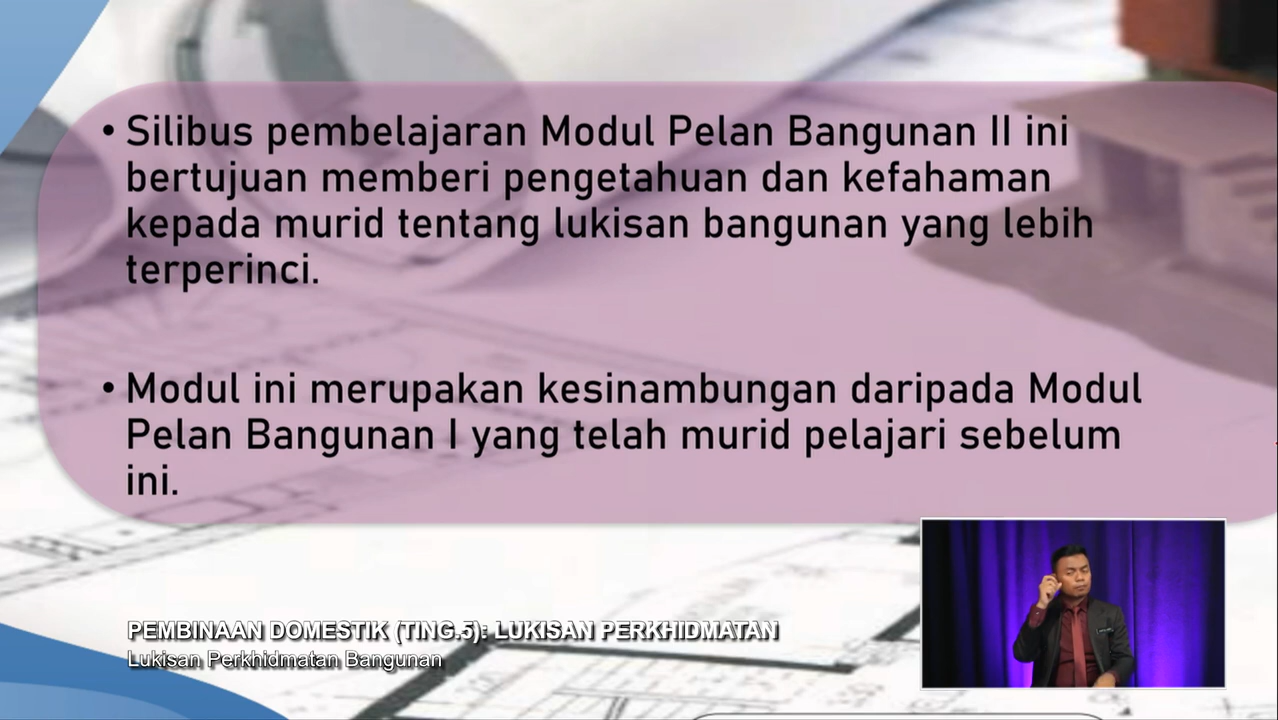 • Silibus pembelajaran Modul Pelan Bangunan II ini
bertujuan memberi pengetahuan dan kefahaman
kepada murid tentang lukisan bangunan yang lebih
terperinci.
• Modul ini merupakan kesinambungan daripada Modul
Pelan Bangunan I yang telah murid pelajari sebelum
ini.
PEMBINAAN DOMESTIK (TING.5): LUKISAN PERKHIDMATAN
Lukisan Perkhidmatan Bangunan